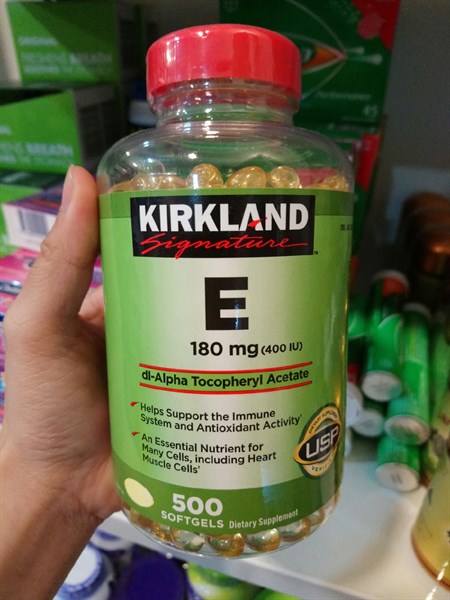 KIRKLAND
Signature
E
180 mg (400 IU)
dl-Alpha Tocopheryl Acetate
Helps Support the Immune
System and Antioxidant Activity†
An Essential Nutrient for
Many Cells, including Heart
Muscle Cells†
USP
500
SOFTGELS Dietary Supplement